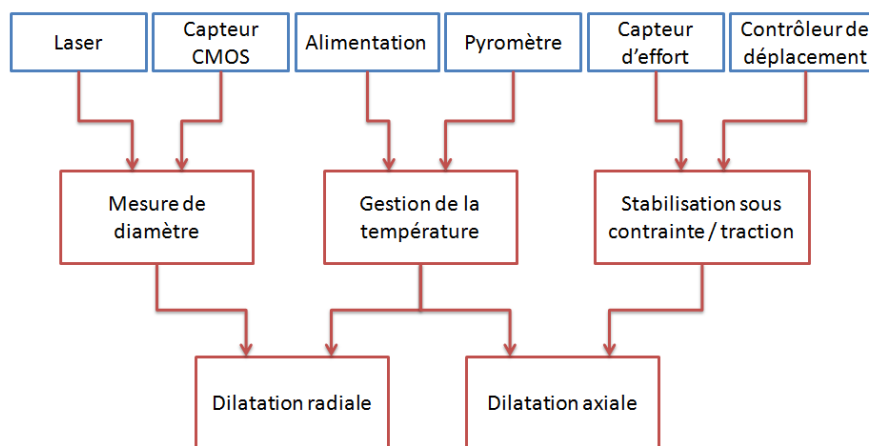 Laser
Capteur
CMOS
Alimentation
Pyromètre
Capteur
d'effort
Contrôleur de
déplacement
Mesure de
diamètre
Gestion de la
température
Stabilisation sous
contrainte / traction
Dilatation radiale
Dilatation axiale